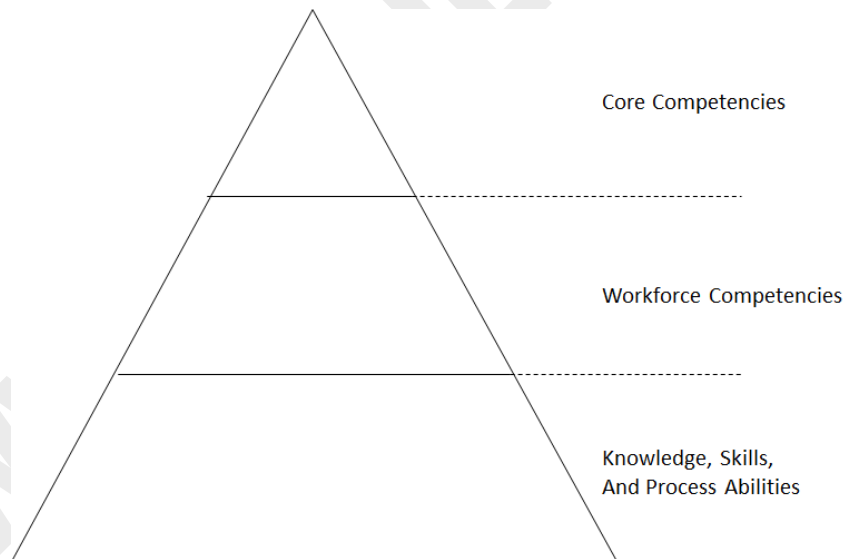 Core Competencies
Workforce Competencies
Knowledge, Skills,
And Process Abilities